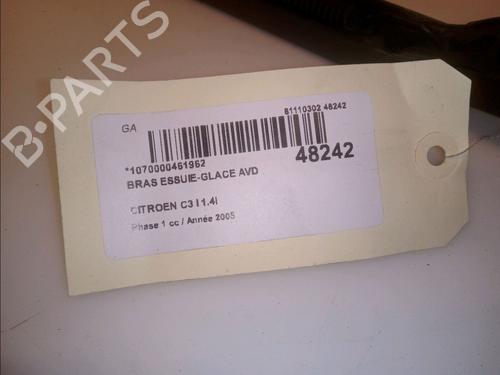 B-PARTS
GA
81110302 48242
*1070000461962
48242
BRAS ESSUIE-GLACE AVD
CITROEN C3 I 1.4I
Phase 1 cc / Année 2005